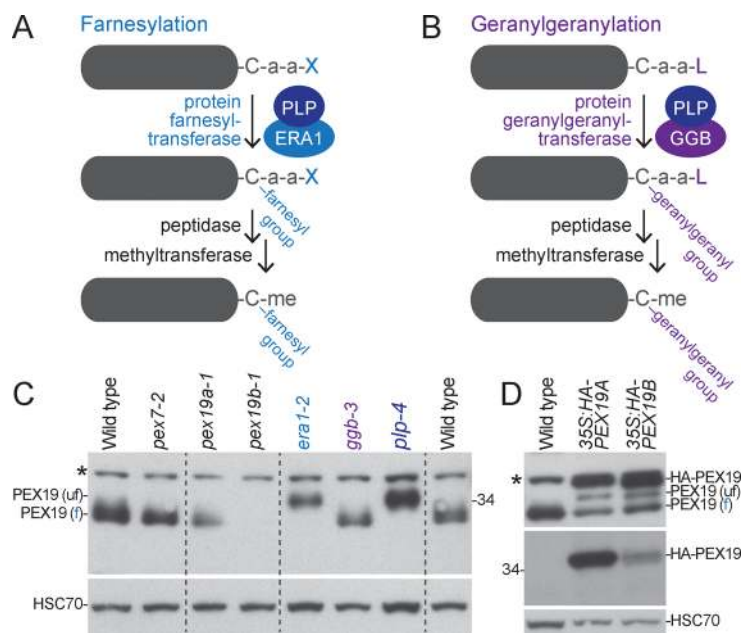 A Farnesylation
-C-a-a-X
protein
farnesyl-
transferase
PLP
ERA1
-C-a-a-X
farnesyl
group
peptidase
methyltransferase
-C-me
farnesyl
group
B Geranylgeranylation
-C-a-a-L
protein
geranylgeranyl-
transferase
PLP
GGB
-C-a-a-L
geranylgeranyl
group
peptidase
methyltransferase
-C-me
geranylgeranyl
group
C
Wild type
pex7-2
pex19a-1
pex19b-1
era1-2
ggb-3
plp-4
Wild type
*
PEX19 (uf)-
PEX19 (f)-
-34
HSC70-
D
Wild type
35S:HA-
PEX19A
35S:HA-
PEX19B
*
-HA-PEX19
-PEX19 (uf)
-PEX19 (f)
34-
-HA-PEX19
-HSC70